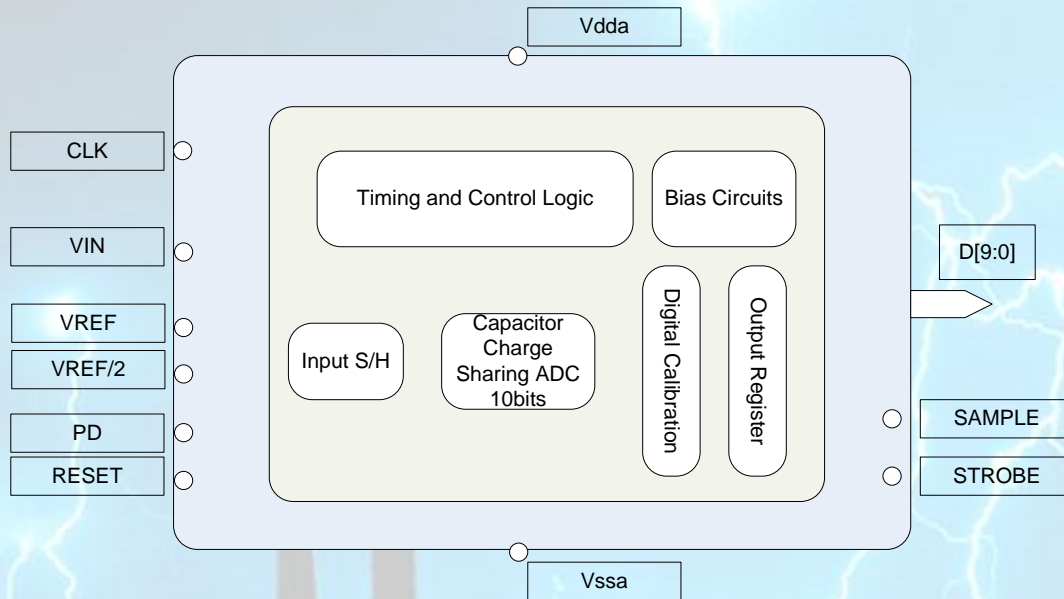 Vdda
CLK
VIN
VREF
VREF/2
PD
RESET
Timing and Control Logic
Bias Circuits
Input S/H
Capacitor
Charge
Sharing ADC
10bits
Digital Calibration
Output Register
D[9:0]
SAMPLE
STROBE
Vssa